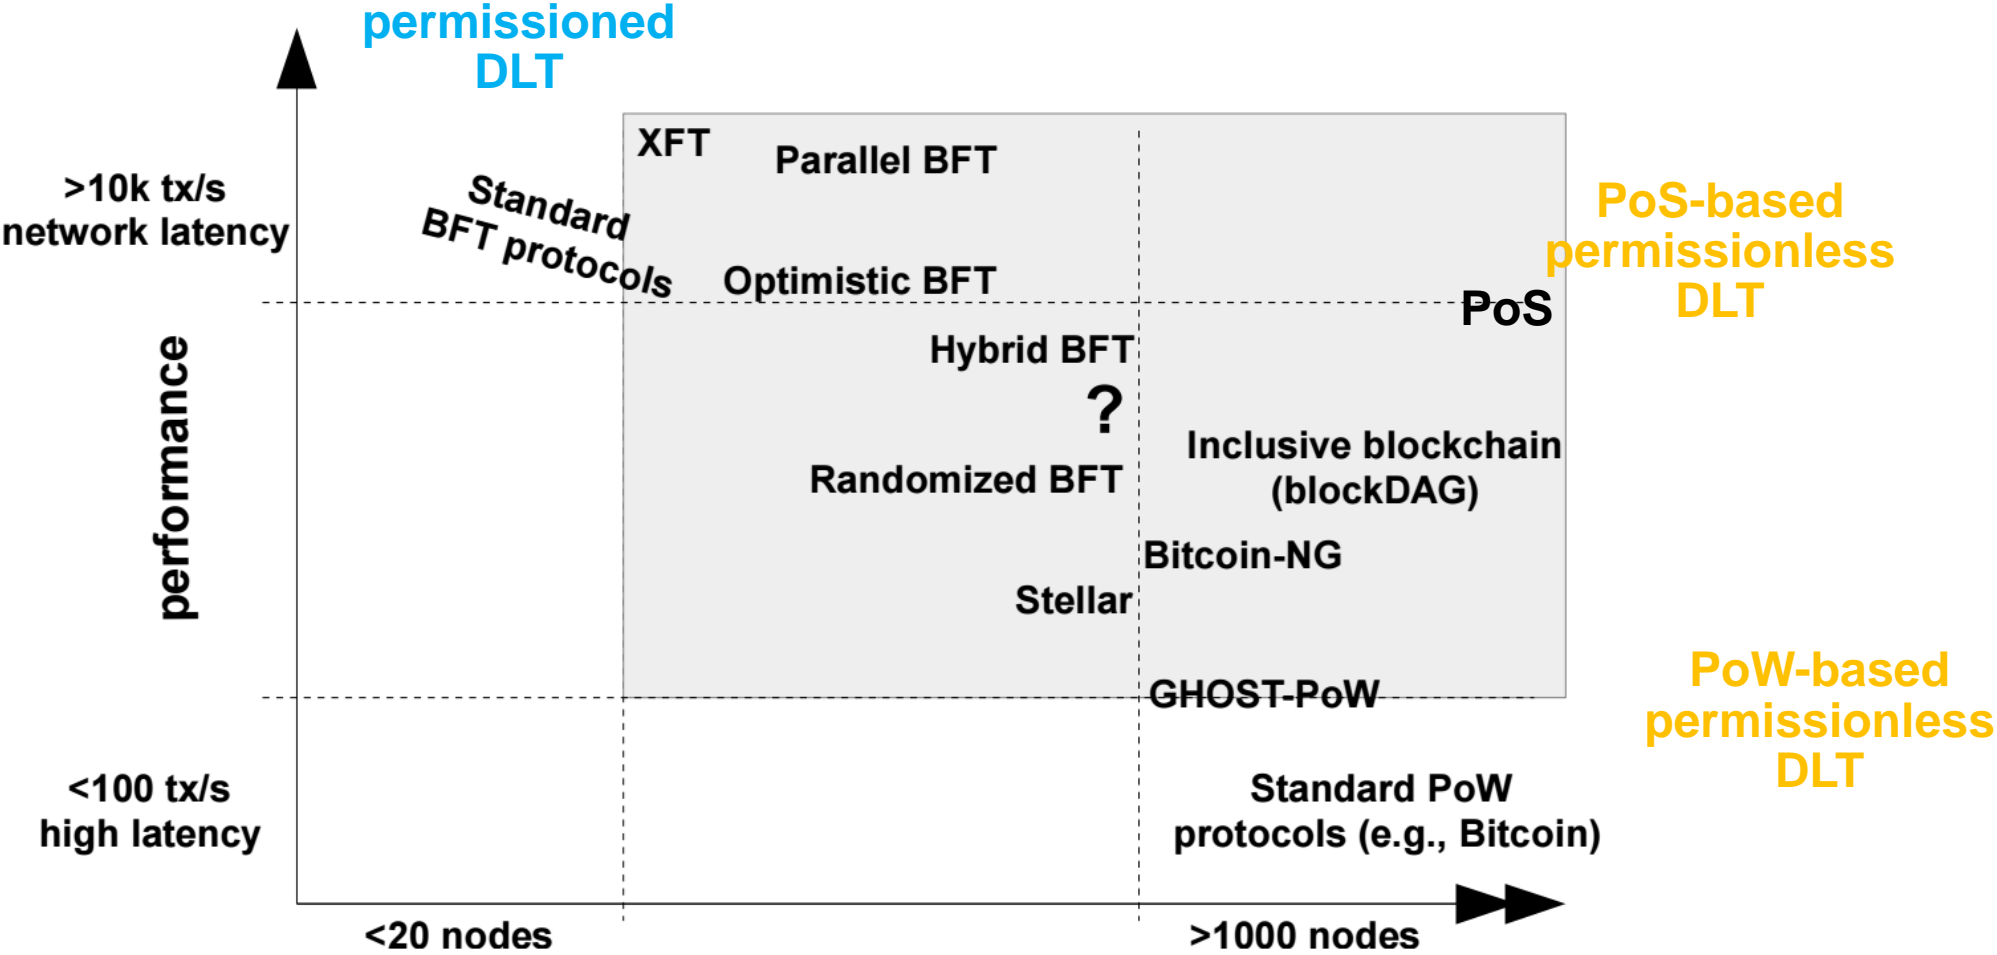 permissioned
DLT
XFT
Parallel BFT
>10k tx/s
network latency
Standard
BFT protocols
Optimistic BFT
PoS-based
permissionless
DLT
PoS
Hybrid BFT
?
performance
Inclusive blockchain
(blockDAG)
Randomized BFT
Bitcoin-NG
Stellar
GHOST-PoW
PoW-based
permissionless
DLT
<100 tx/s
high latency
Standard PoW
protocols (e.g., Bitcoin)
<20 nodes
>1000 nodes